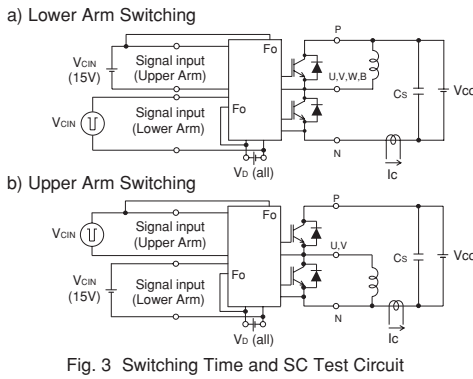 a) Lower Arm Switching
P
Fo
VCIN
(15V)
Signal input
(Upper Arm)
U,V,W,B
CS
VCC
VCIN
Signal input
(Lower Arm)
Fo
N
VD (all)
IC
b) Upper Arm Switching
P
Fo
VCIN
Signal input
(Upper Arm)
U,V
CS
VCC
VCIN
(15V)
Signal input
(Lower Arm)
Fo
N
VD (all)
IC
Fig. 3 Switching Time and SC Test Circuit